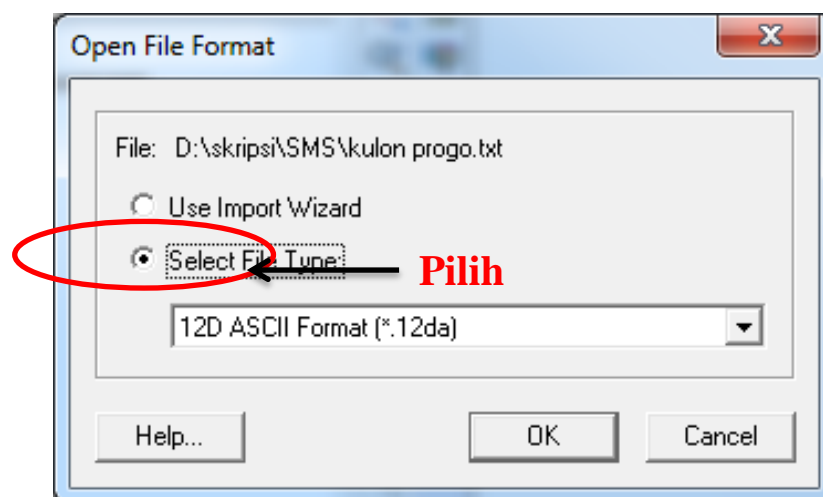 Open File Format
File: D:\skripsi\SMS\kulon progo.txt
Use Import Wizard
Select File Type:
Pilih
12D ASCII Format (*.12da)
Help... OK Cancel